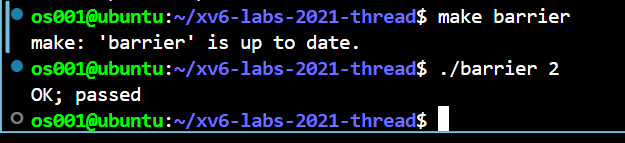 os001@ubuntu:~/xv6-labs-2021-thread$ make barrier
make: 'barrier' is up to date.
os001@ubuntu:~/xv6-labs-2021-thread$ ./barrier 2
OK; passed
os001@ubuntu:~/xv6-labs-2021-thread$